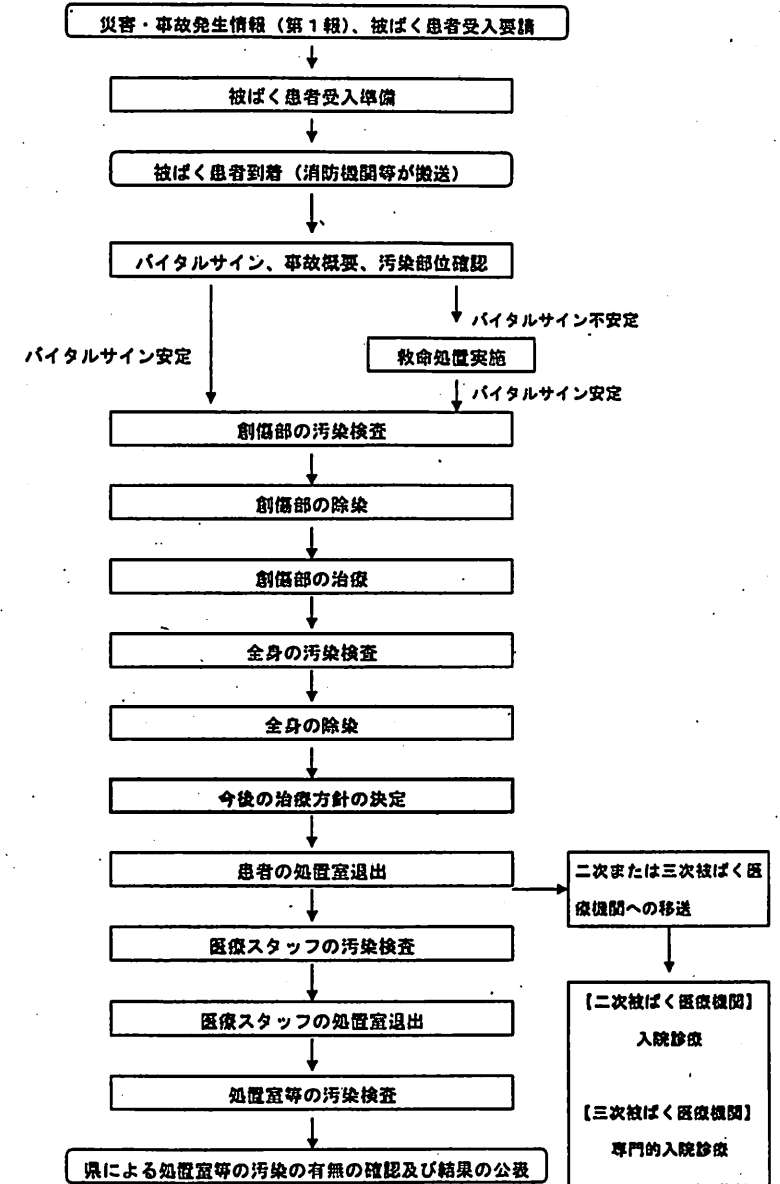 災害・事故発生情報（第１報）、被ばく患者受入要請
被ばく患者受入準備
被ばく患者到着（消防機関等が搬送）
バイタルサイン、事故概要、汚染部位確認
バイタルサイン不安定
バイタルサイン安定
救命処置実施
バイタルサイン安定
創傷部の汚染検査
創傷部の除染
創傷部の治療
全身の汚染検査
全身の除染
今後の治療方針の決定
患者の処置室退出
二次または三次被ばく医
療機関への移送
医療スタッフの汚染検査
医療スタッフの処置室退出
処置室等の汚染検査
県による処置室等の汚染の有無の確認及び結果の公表
【二次被ばく医療機関】
入院診療
【三次被ばく医療機関】
専門的入院診療